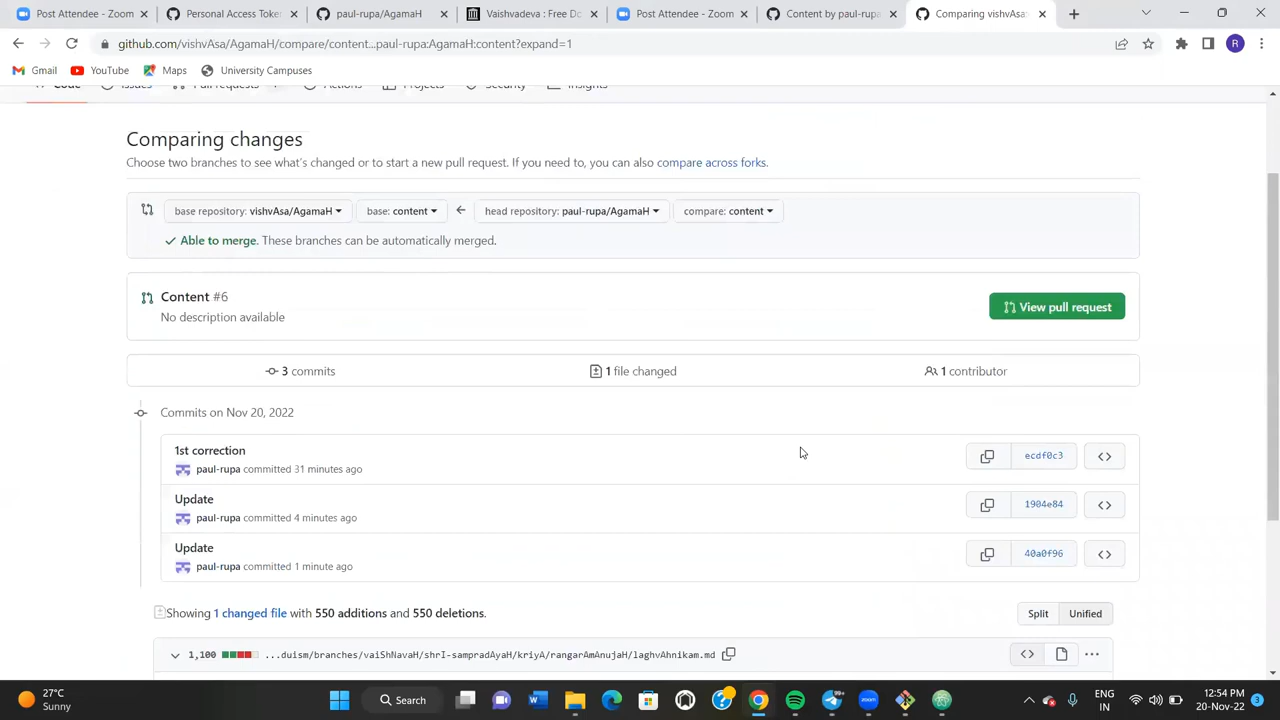 Post Attendee - Zoom
Personal Access Toke
paul-rupa/AgamaH
Vaishvadeva : Free Do
Post Attendee - Zoom
Content by paul-rupa
Comparing vishvAsa:
github.com/vishvAsa/AgamaH/compare/content...paul-rupa:AgamaH:content?expand=1
R
Gmail
YouTube
Maps
University Campuses
Code
Issues
Pull requests
Actions
Projects
Security
Insights
Comparing changes
Choose two branches to see what's changed or to start a new pull request. If you need to, you can also compare across forks.
base repository: vishvAsa/AgamaH
base: content
head repository: paul-rupa/AgamaH
compare: content
Able to merge. These branches can be automatically merged.
Content #6
No description available
View pull request
3 commits
1 file changed
1 contributor
Commits on Nov 20, 2022
1st correction
paul-rupa committed 31 minutes ago
ecdf0c3
Update
paul-rupa committed 4 minutes ago
1904e84
Update
paul-rupa committed 1 minute ago
40a0f96
Showing 1 changed file with 550 additions and 550 deletions.
Split
Unified
1,100
...duism/branches/vaiShNavaH/shrI-sampradAyaH/kriyA/rangarAmAnujaH/laghvAhnikam.md
27°C
Sunny
Search
99+
zoom
ENG
IN
12:54 PM
20-Nov-22
3